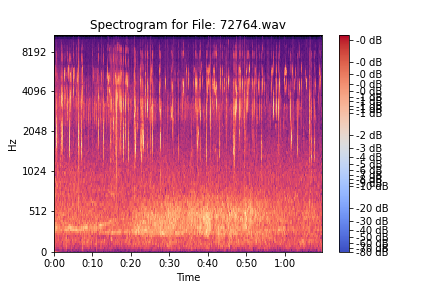 Spectrogram for File: 72764.wav
8192
4096
2048
1024
512
0
Hz
0:00 0:10 0:20 0:30 0:40 0:50 1:00
Time
-0 dB
-0 dB
-0 dB
-0 dB
-1 dB
-2 dB
-3 dB
-4 dB
-5 dB
-20 dB
-30 dB
-40 dB
-50 dB